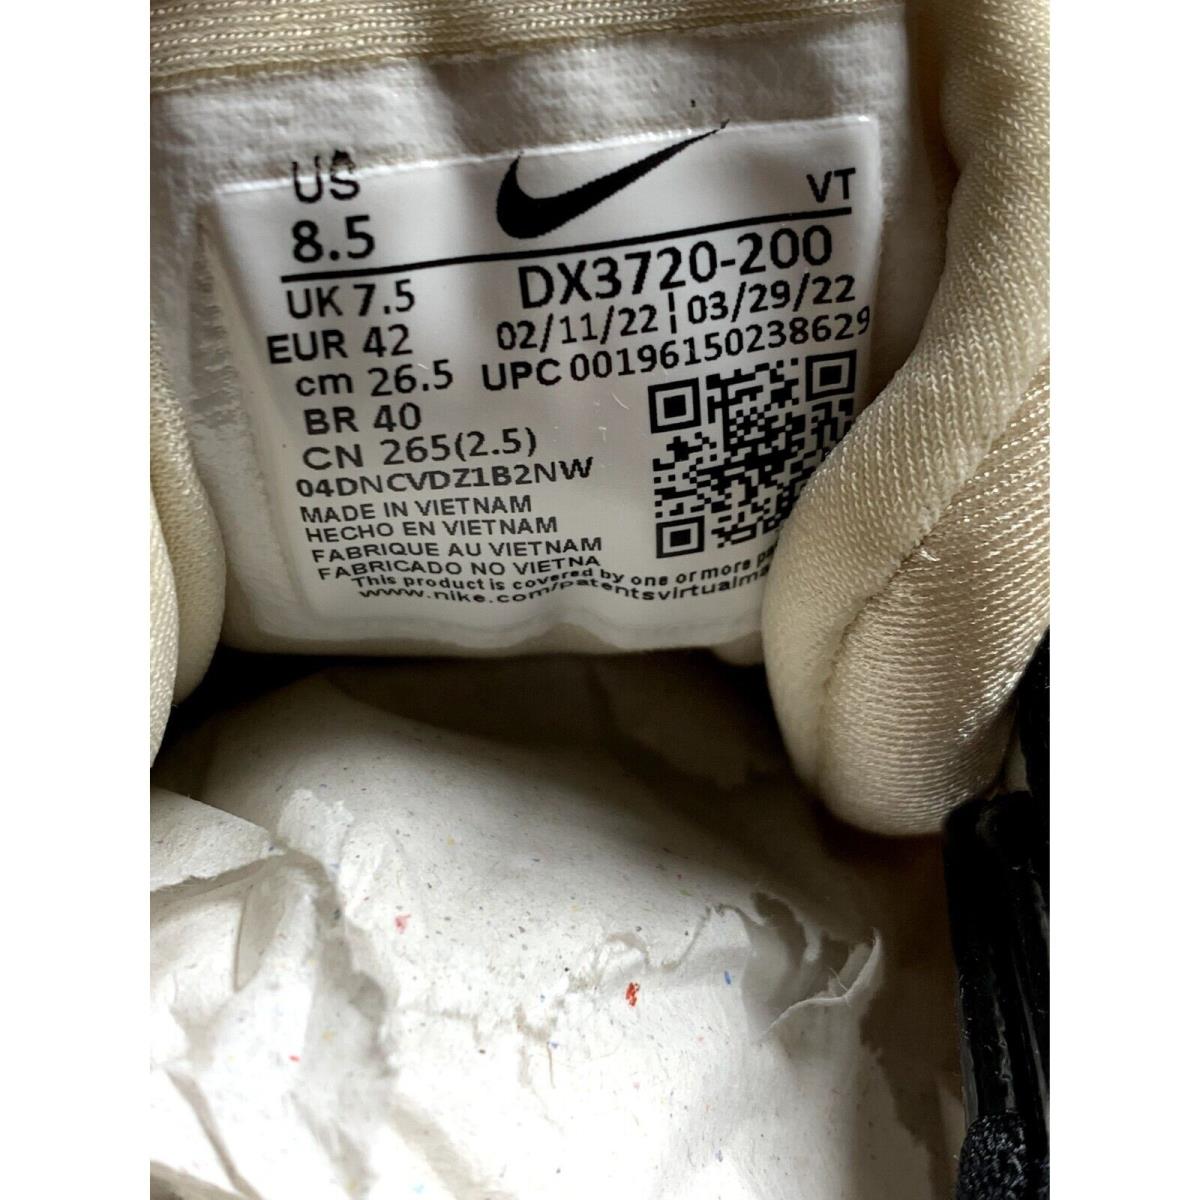 US
8.5
VT
UK 7.5
DX3720-200
EUR 42
02/11/22 | 03/29/22
cm 26.5
UPC 00196150238629
BR 40
CN 265(2.5)
04DNCVDZ1B2NW
MADE IN VIETNAM
HECHO EN VIETNAM
FABRIQUE AU VIETNAM
FABRICADO NO VIETNA
This product is covered by one or more
www.nike.com/patentsvirtualma